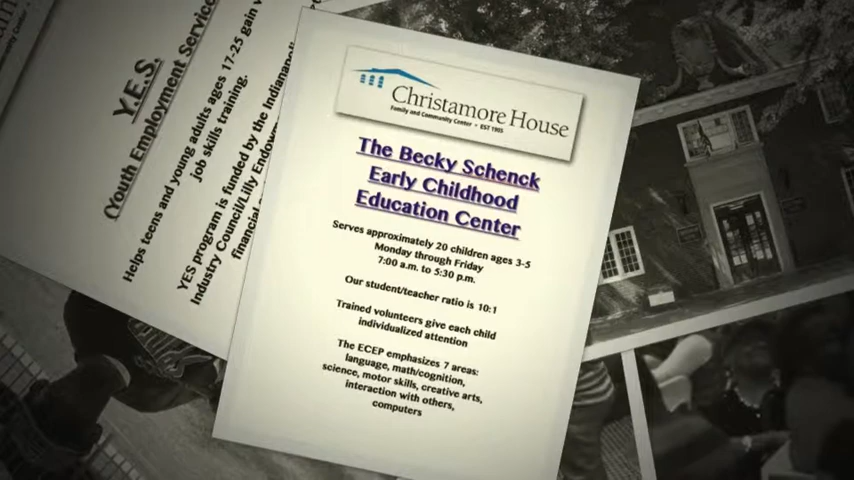 Y.E.S.
(Youth Employment Service
Helps teens and young adults ages 17-25 gain
job skills training.
YES program is funded by the Indianapoli
Industry Council/Lilly Endow
financial
Christamore House
Family and Community Center • EST 1905
The Becky Schenck
Early Childhood
Education Center
Serves approximately 20 children ages 3-5
Monday through Friday
7:00 a.m. to 5:30 p.m.
Our student/teacher ratio is 10:1
Trained volunteers give each child
individualized attention
The ECEP emphasizes 7 areas:
language, math/cognition,
science, motor skills, creative arts,
interaction with others,
computers